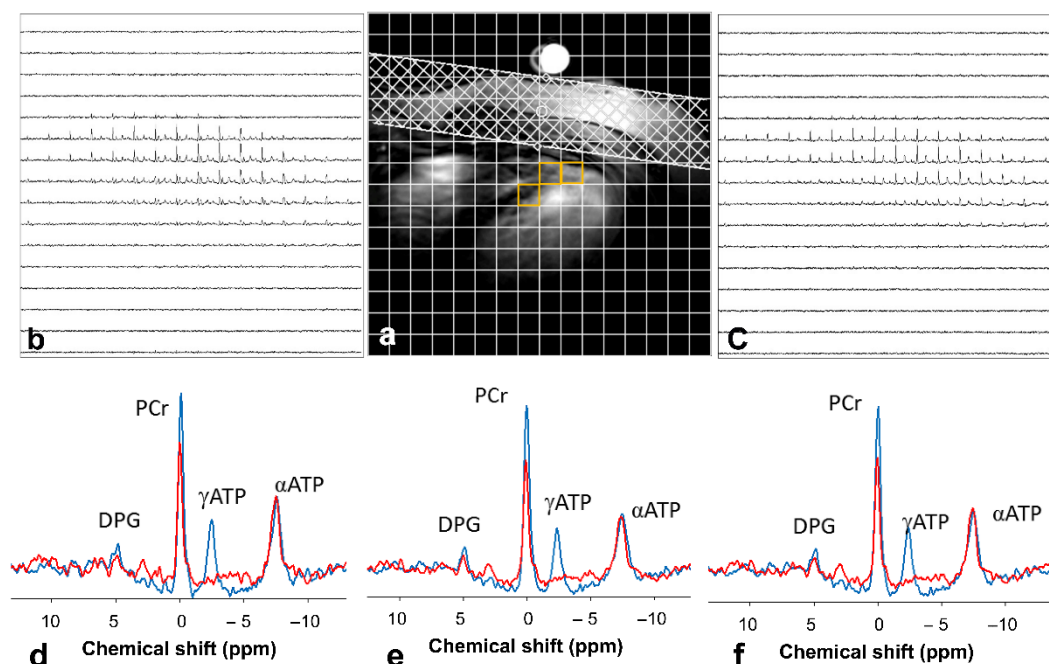 b
a
C
PCr
DPG
γATP
αATP
10
5
0
– 5
–10
Chemical shift (ppm)
d
PCr
DPG
γATP
αATP
10
5
0
– 5
–10
Chemical shift (ppm)
e
PCr
DPG
γATP
αATP
10
5
0
– 5
–10
Chemical shift (ppm)
f